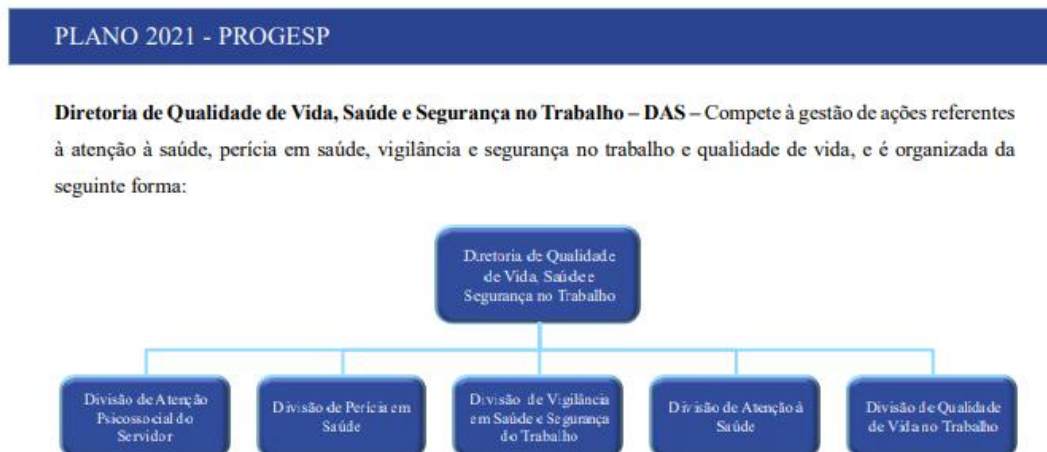 PLANO 2021 - PROGESP
Diretoria de Qualidade de Vida, Saúde e Segurança no Trabalho – DAS – Compete à gestão de ações referentes
à atenção à saúde, perícia em saúde, vigilância e segurança no trabalho e qualidade de vida, e é organizada da
seguinte forma:
Diretoria de Qualidade
de Vida, Saúde e
Segurança no Trabalho
Divisão de Atenção
Psicossocial do
Servidor
Divisão de Perícia em
Saúde
Divisão de Vigilância
em Saúde e Segurança
do Trabalho
Divisão de Atenção à
Saúde
Divisão de Qualidade
de Vida no Trabalho